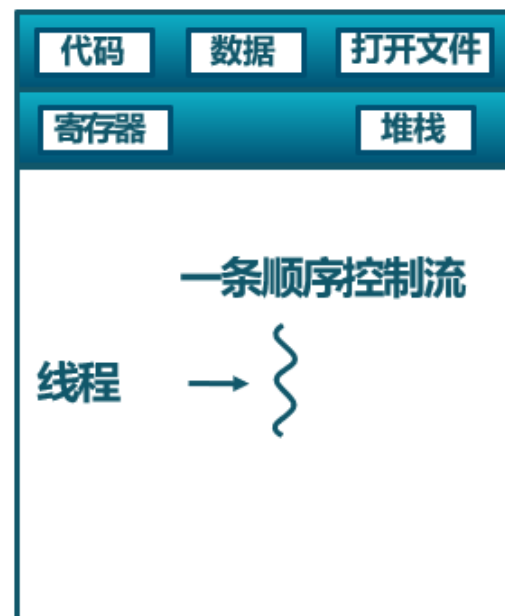 代码 数据 打开文件
寄存器 堆栈
一条顺序控制流
线程